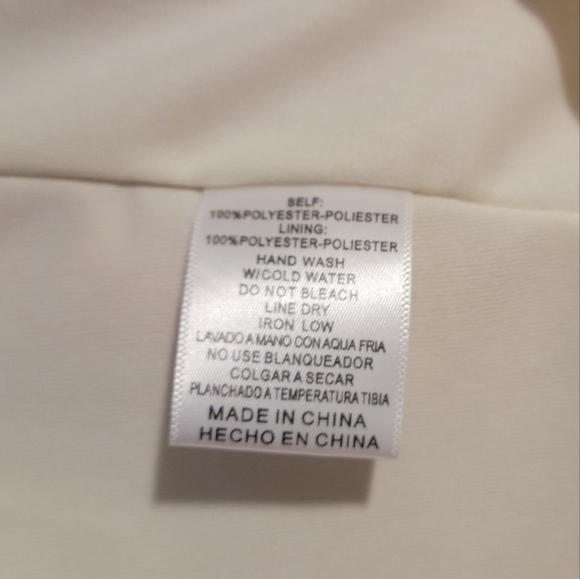 SELF:
100%POLYESTER-POLIESTER
LINING:
100%POLYESTER-POLIESTER
HAND WASH
W/COLD WATER
DO NOT BLEACH
LINE DRY
IRON LOW
LAVADO A MANO CON AQUA FRIA
NO USE BLANQUEADOR
COLGAR A SECAR
PLANCHADO A TEMPERATURA TIBIA
MADE IN CHINA
HECHO EN CHINA